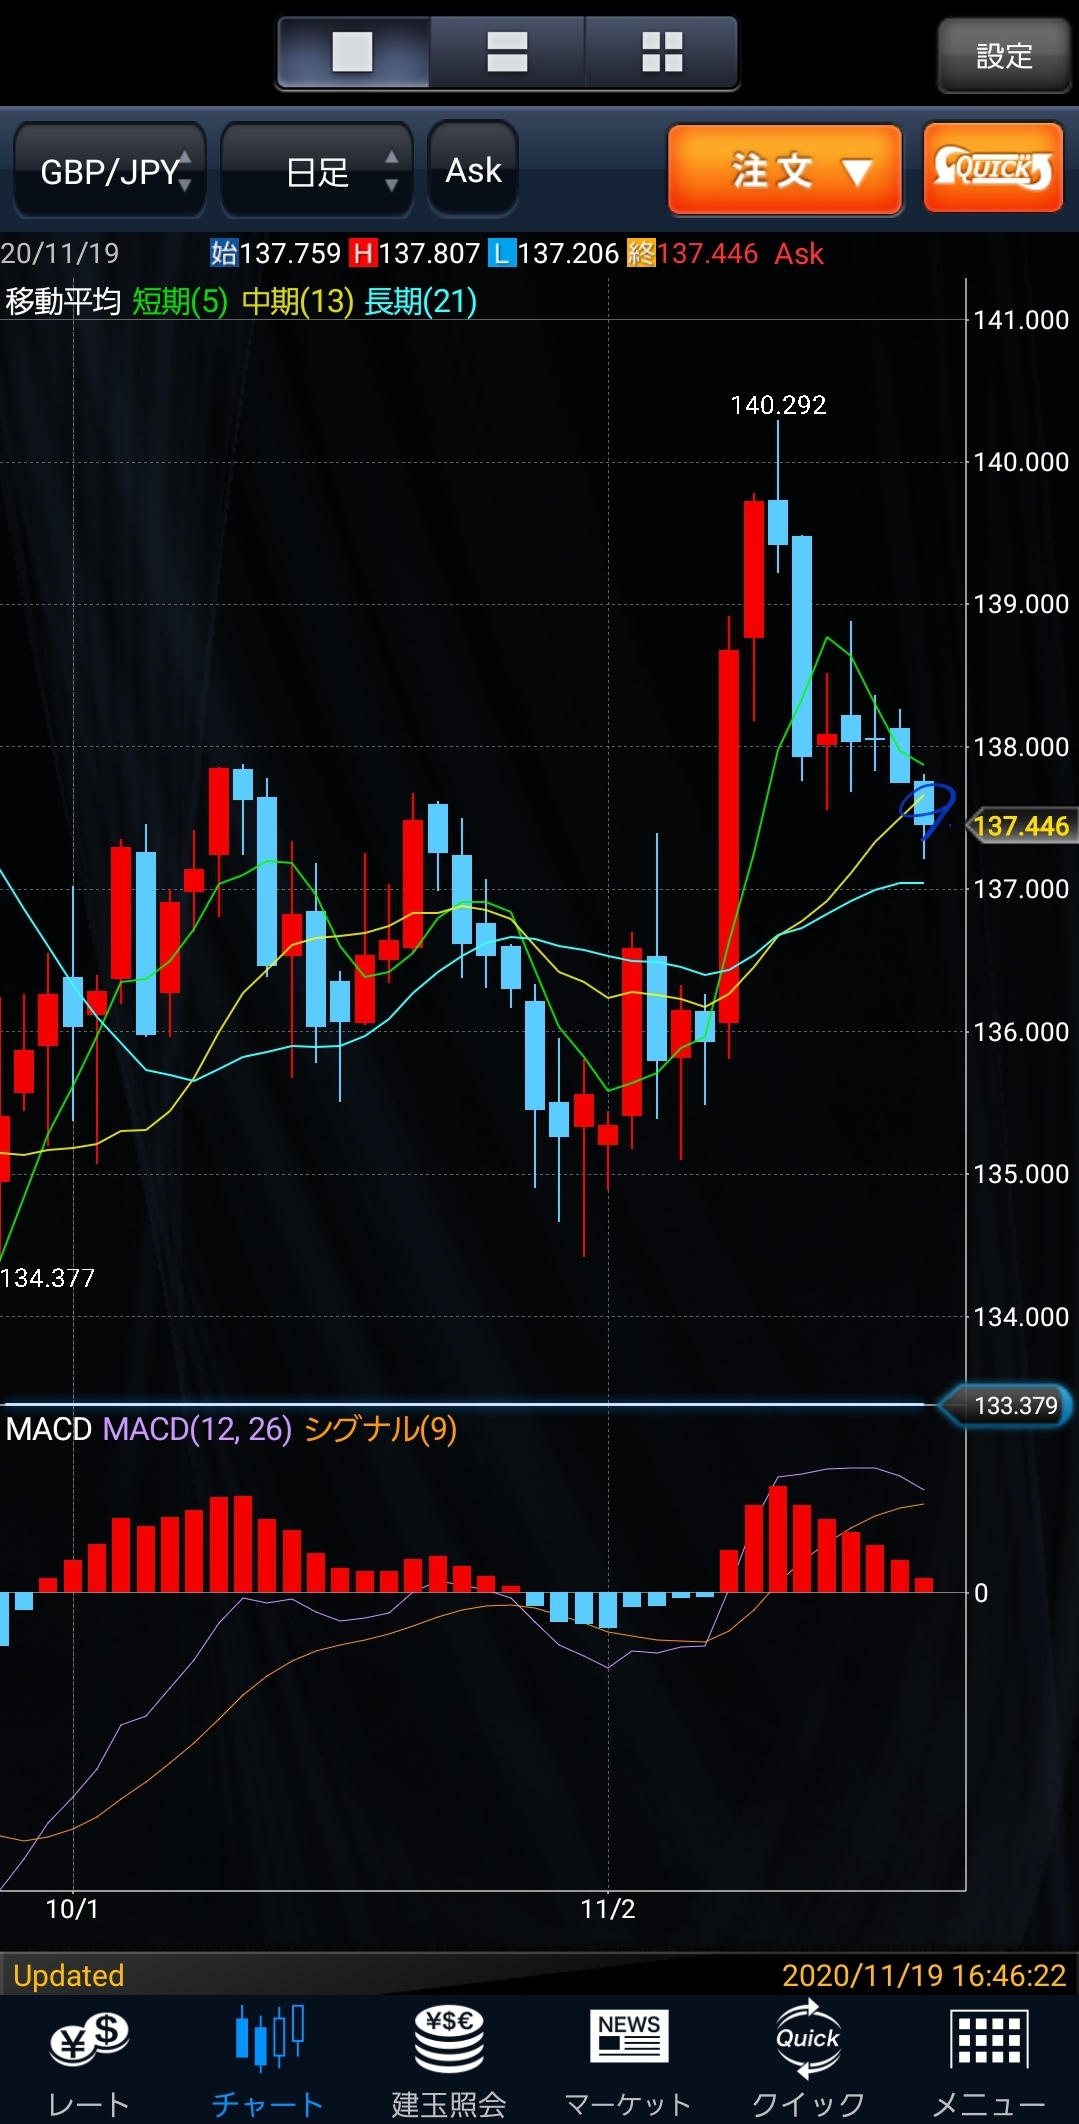 設定
GBP/JPY 日足 Ask 注文 ▼ QUICK
20/11/19 始137.759 H137.807 L137.206 終137.446 Ask
移動平均 短期(5) 中期(13) 長期(21)
141.000
140.292
140.000
139.000
138.000
137.446
137.000
136.000
135.000
134.377
134.000
133.379
MACD MACD(12, 26) シグナル(9)
0
10/1 11/2
Updated 2020/11/19 16:46:22
¥ $ ¥$€ NEWS Quick
レート チャート 建玉照会 マーケット クイック メニュー